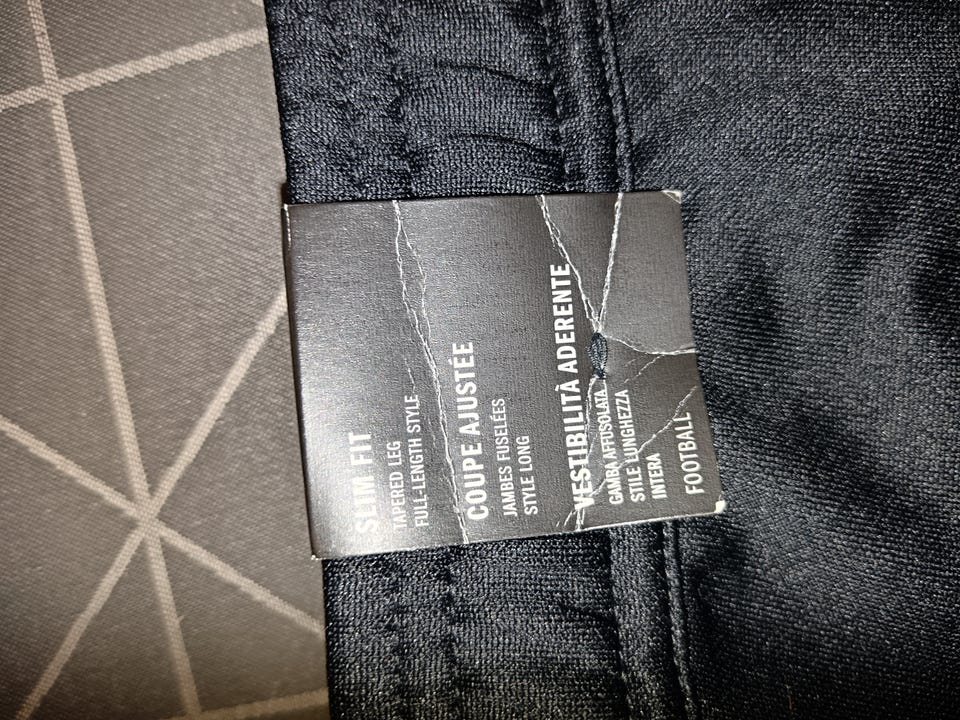 SLIM FIT
TAPERED LEG
FULL-LENGTH STYLE
COUPE AJUSTÉE
JAMBES FUSELÉES
STYLE LONG
VESTIBILITÀ ADERENTE
GAMBA AFFUSOLATA
STILE LUNGHEZZA
INTERA
FOOTBALL